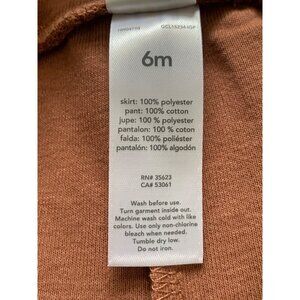 6m
skirt: 100% polyester
pant: 100% cotton
jupe: 100% polyester
pantalon: 100 % coton
falda: 100% poliéster
pantalón: 100% algodón
RN# 35623
CA# 53061
Wash before use.
Turn garment inside out.
Machine wash cold with like
colors. Use only non-chlorine
bleach when needed.
Tumble dry low.
Do not iron.